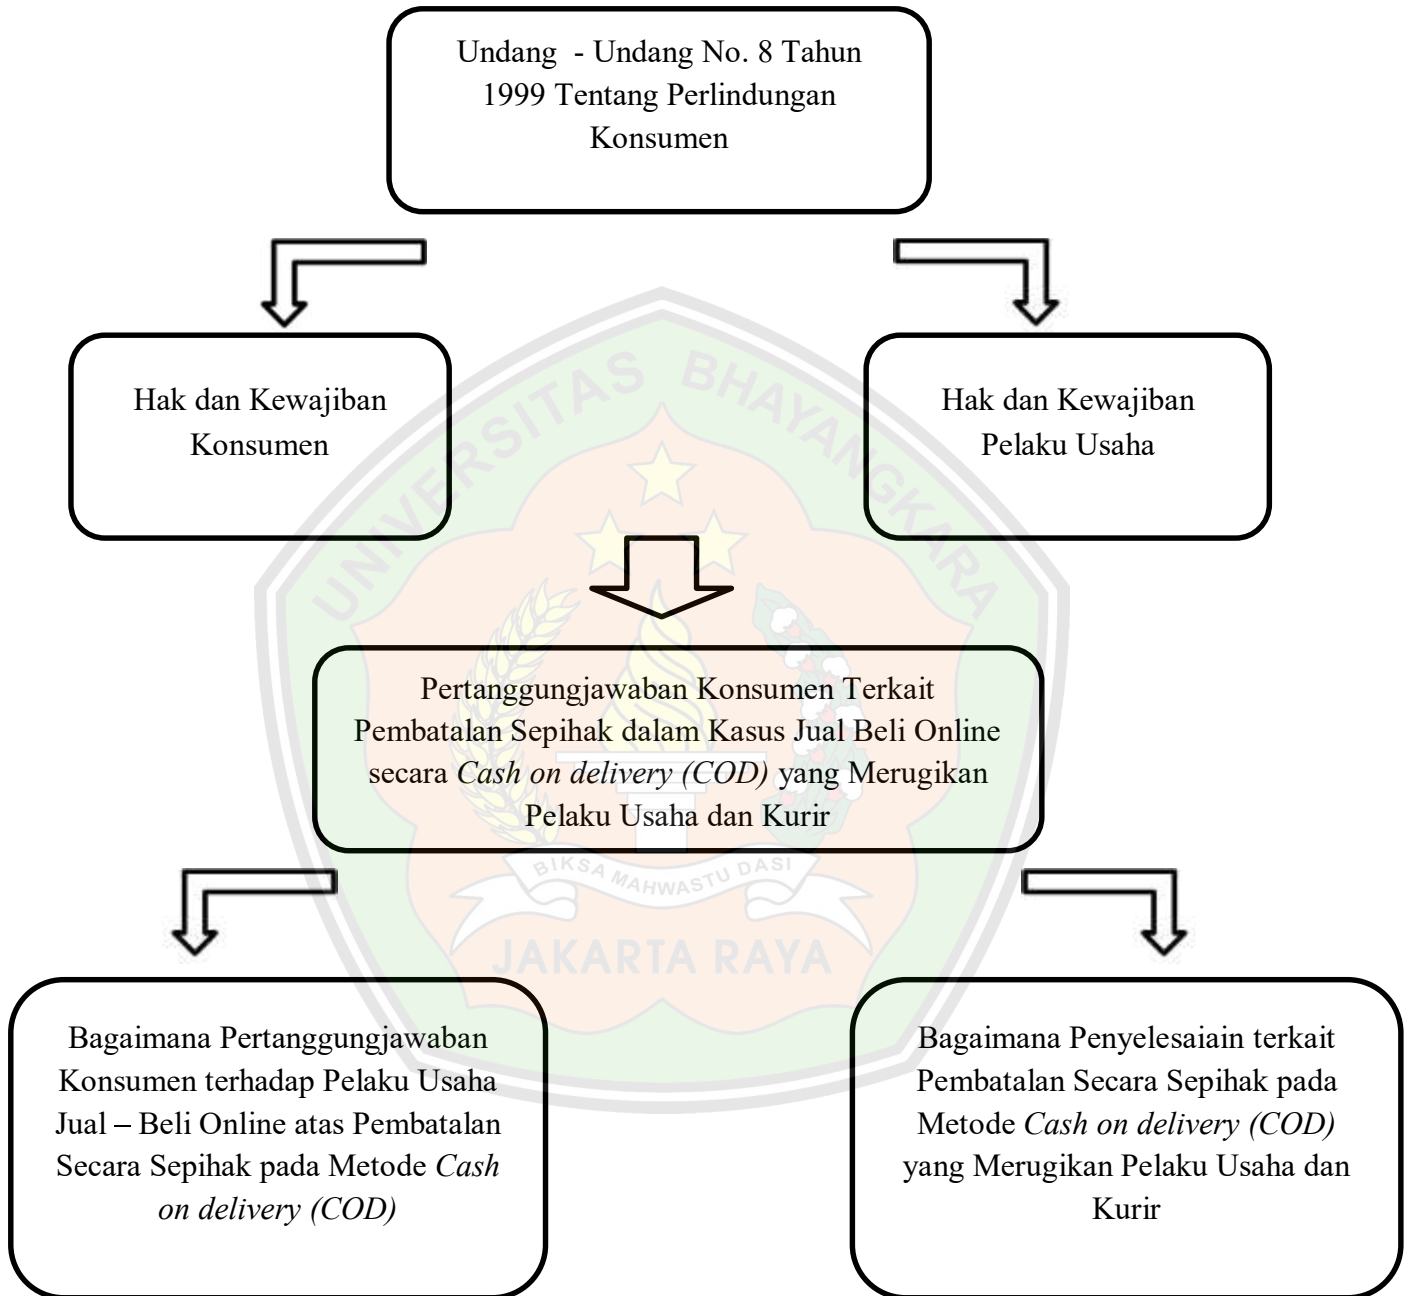 Undang - Undang No. 8 Tahun
1999 Tentang Perlindungan
Konsumen
Hak dan Kewajiban
Konsumen
Hak dan Kewajiban
Pelaku Usaha
UNIVERSITAS BHAYANGKARA
Pertanggungjawaban Konsumen Terkait
Pembatalan Sepihak dalam Kasus Jual Beli Online
secara Cash on delivery (COD) yang Merugikan
Pelaku Usaha dan Kurir
BIKSA MAHWASTU DASI
JAKARTA RAYA
Bagaimana Pertanggungjawaban
Konsumen terhadap Pelaku Usaha
Jual – Beli Online atas Pembatalan
Secara Sepihak pada Metode Cash
on delivery (COD)
Bagaimana Penyelesaiain terkait
Pembatalan Secara Sepihak pada
Metode Cash on delivery (COD)
yang Merugikan Pelaku Usaha dan
Kurir